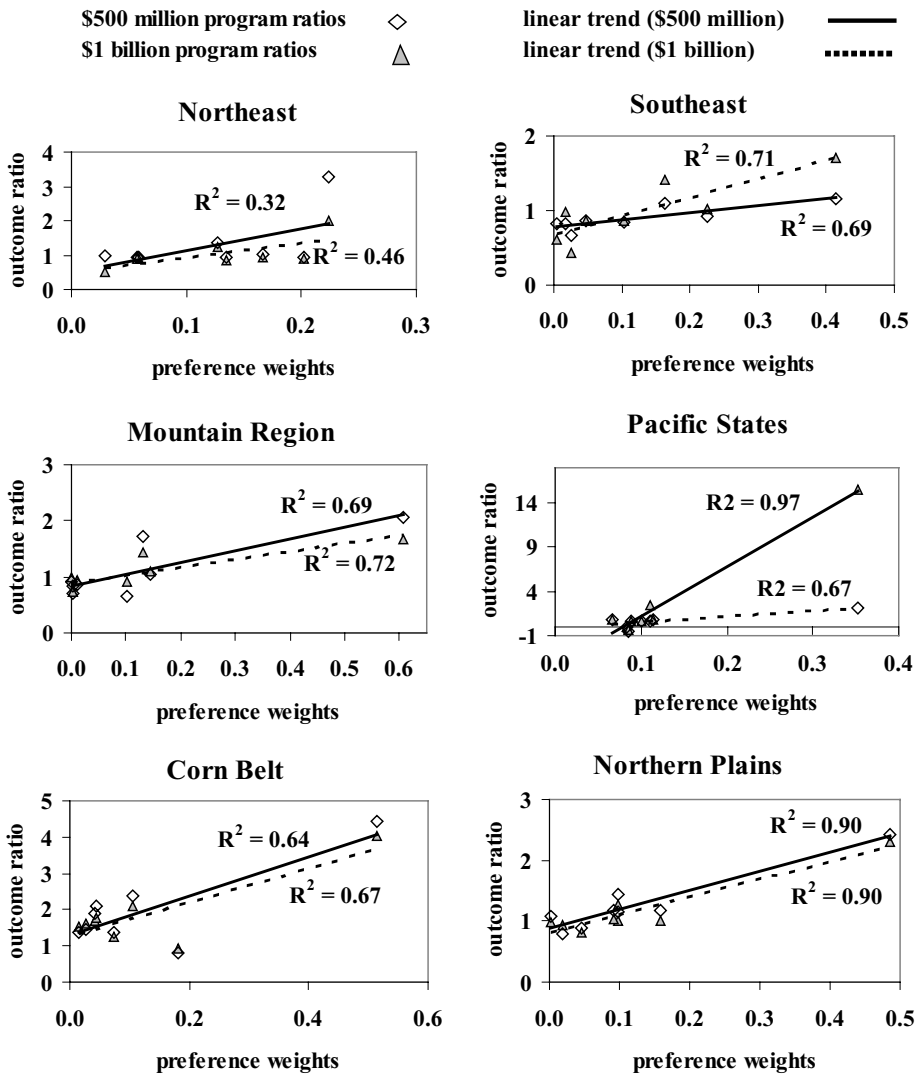 $500 million program ratios
$1 billion program ratios
linear trend ($500 million)
linear trend ($1 billion)
Northeast
outcome ratio
4
3
2
1
0
R² = 0.32
R² = 0.46
0.0 0.1 0.2 0.3
preference weights
Southeast
outcome ratio
2
1
0
R² = 0.71
R² = 0.69
0.0 0.1 0.2 0.3 0.4 0.5
preference weights
Mountain Region
outcome ratio
3
2
1
0
R² = 0.69
R² = 0.72
0.0 0.1 0.2 0.3 0.4 0.5 0.6
preference weights
Pacific States
outcome ratio
14
9
4
-1
R2 = 0.97
R2 = 0.67
0.0 0.1 0.2 0.3 0.4
preference weights
Corn Belt
outcome ratio
5
4
3
2
1
0
R² = 0.64
R² = 0.67
0.0 0.2 0.4 0.6
preference weights
Northern Plains
outcome ratio
3
2
1
0
R² = 0.90
R² = 0.90
0.0 0.1 0.2 0.3 0.4 0.5
preference weights